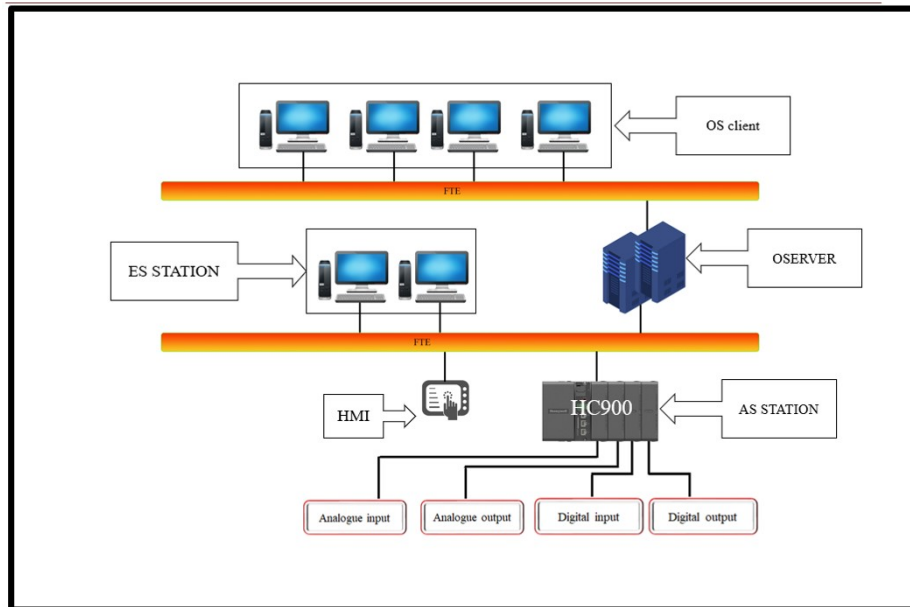 OS client
FTE
ES STATION
OSERVER
FTE
HMI
HC900
AS STATION
Analogue input
Analogue output
Digital input
Digital output